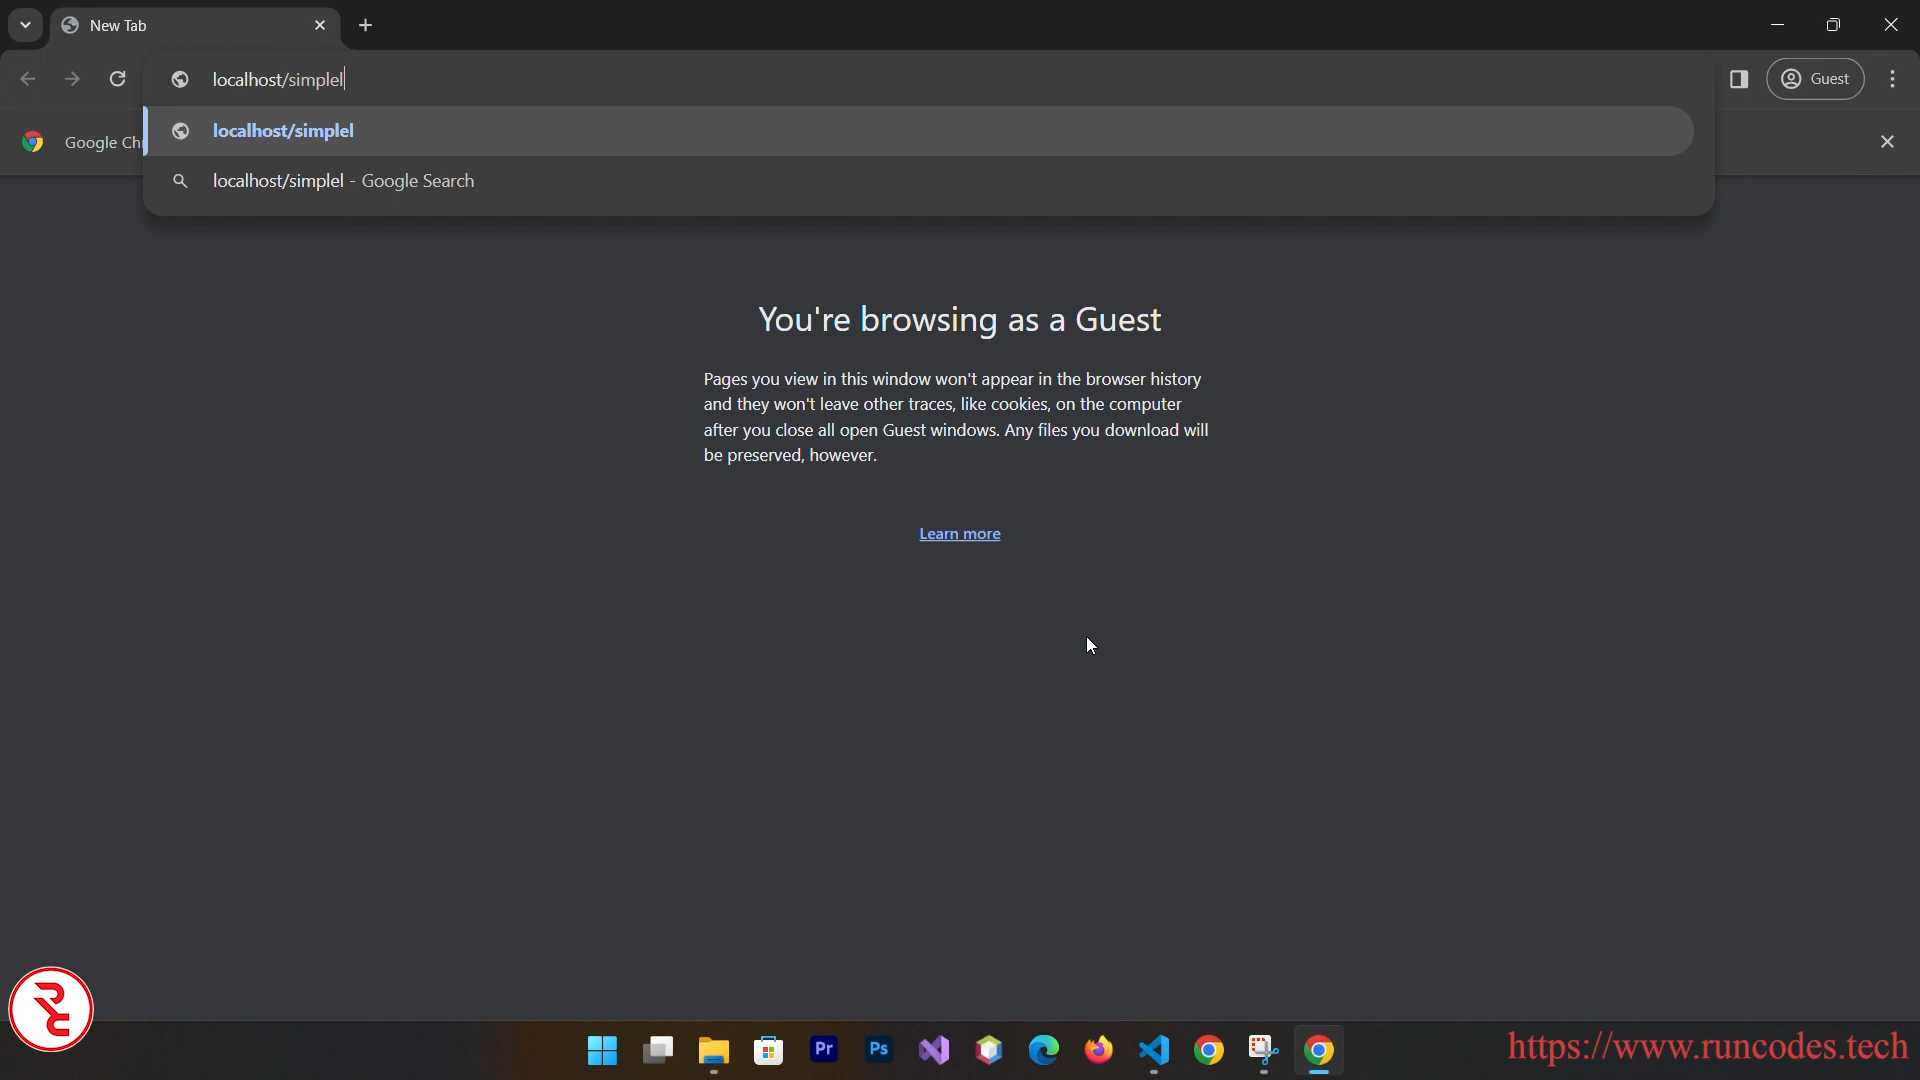 New Tab
localhost/simplel
Guest
localhost/simplel
Google Ch
localhost/simplel - Google Search
You're browsing as a Guest
Pages you view in this window won't appear in the browser history
and they won't leave other traces, like cookies, on the computer
after you close all open Guest windows. Any files you download will
be preserved, however.
Learn more
RC
Pr
Ps
https://www.runcodes.tech